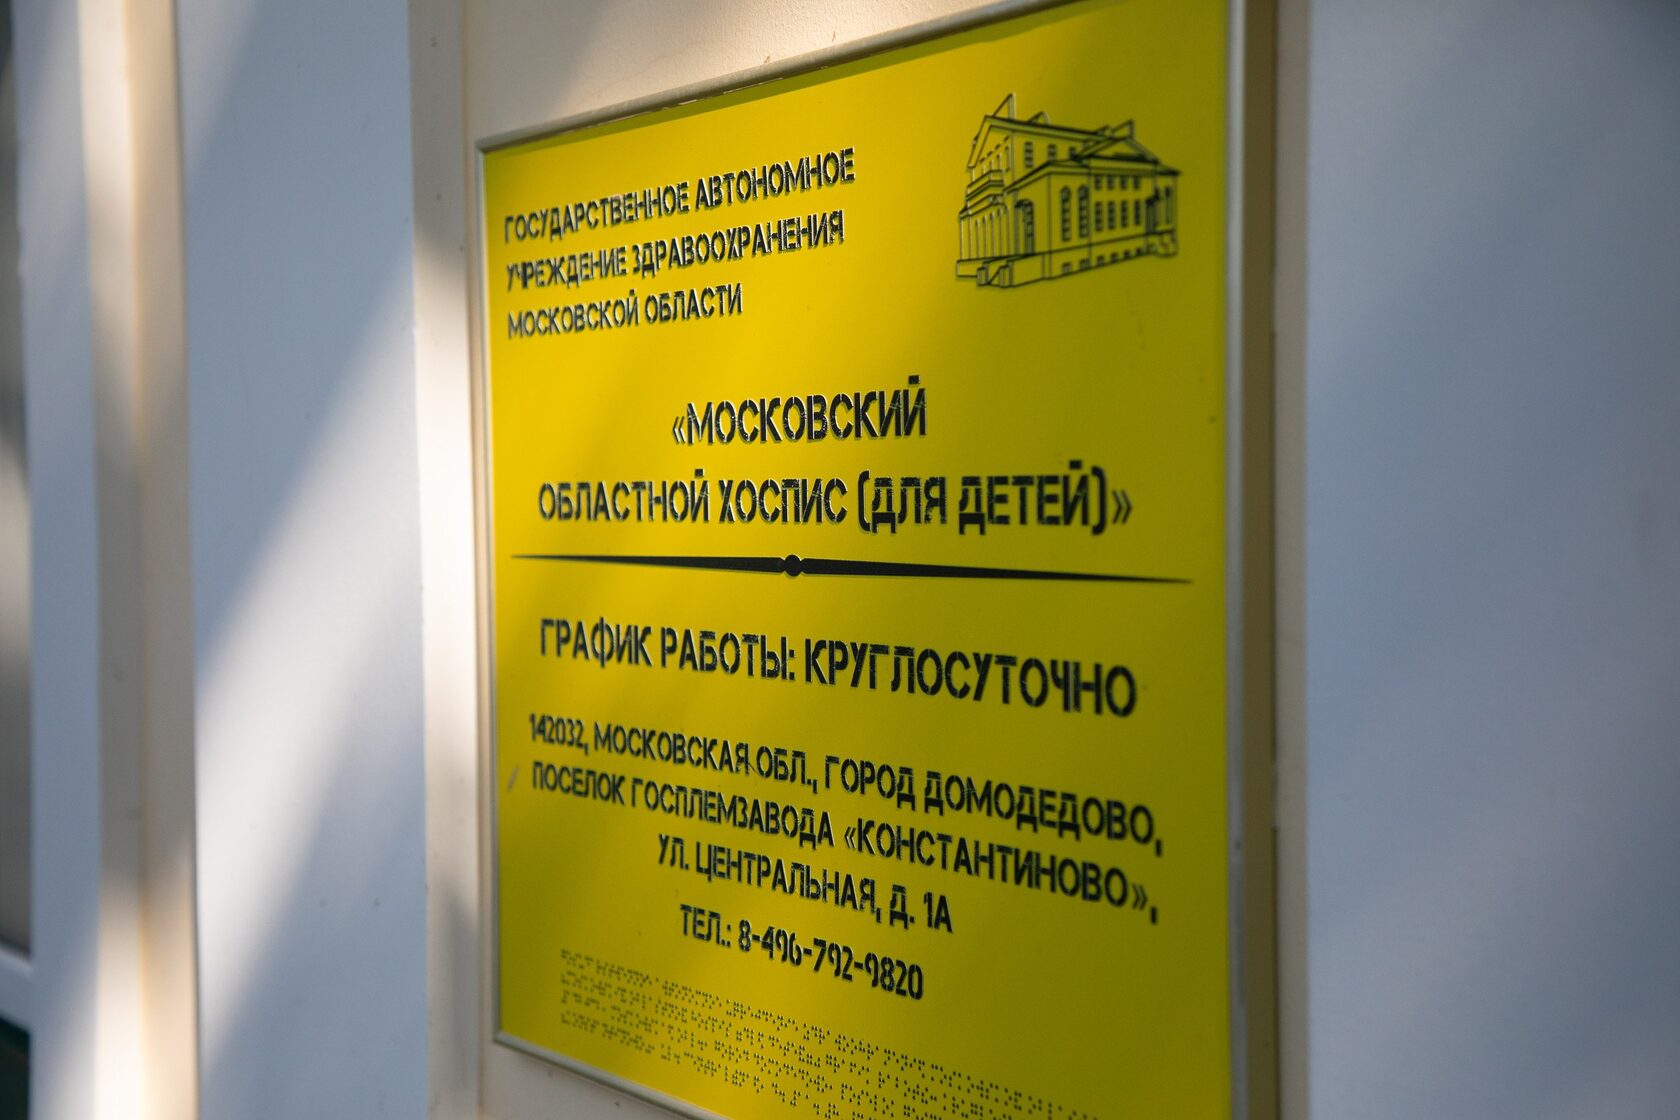 ГОСУДАРСТВЕННОЕ АВТОНОМНОЕ
УЧРЕЖДЕНИЕ ЗДРАВООХРАНЕНИЯ
МОСКОВСКОЙ ОБЛАСТИ
«МОСКОВСКИЙ
ОБЛАСТНОЙ ХОСПИС (ДЛЯ ДЕТЕЙ)»
ГРАФИК РАБОТЫ: КРУГЛОСУТОЧНО
142032, МОСКОВСКАЯ ОБЛ., ГОРОД ДОМОДЕДОВО,
ПОСЕЛОК ГОСПЛЕМЗАВОДА «КОНСТАНТИНОВО»,
УЛ. ЦЕНТРАЛЬНАЯ, Д. 1А
ТЕЛ.: 8-496-792-9820